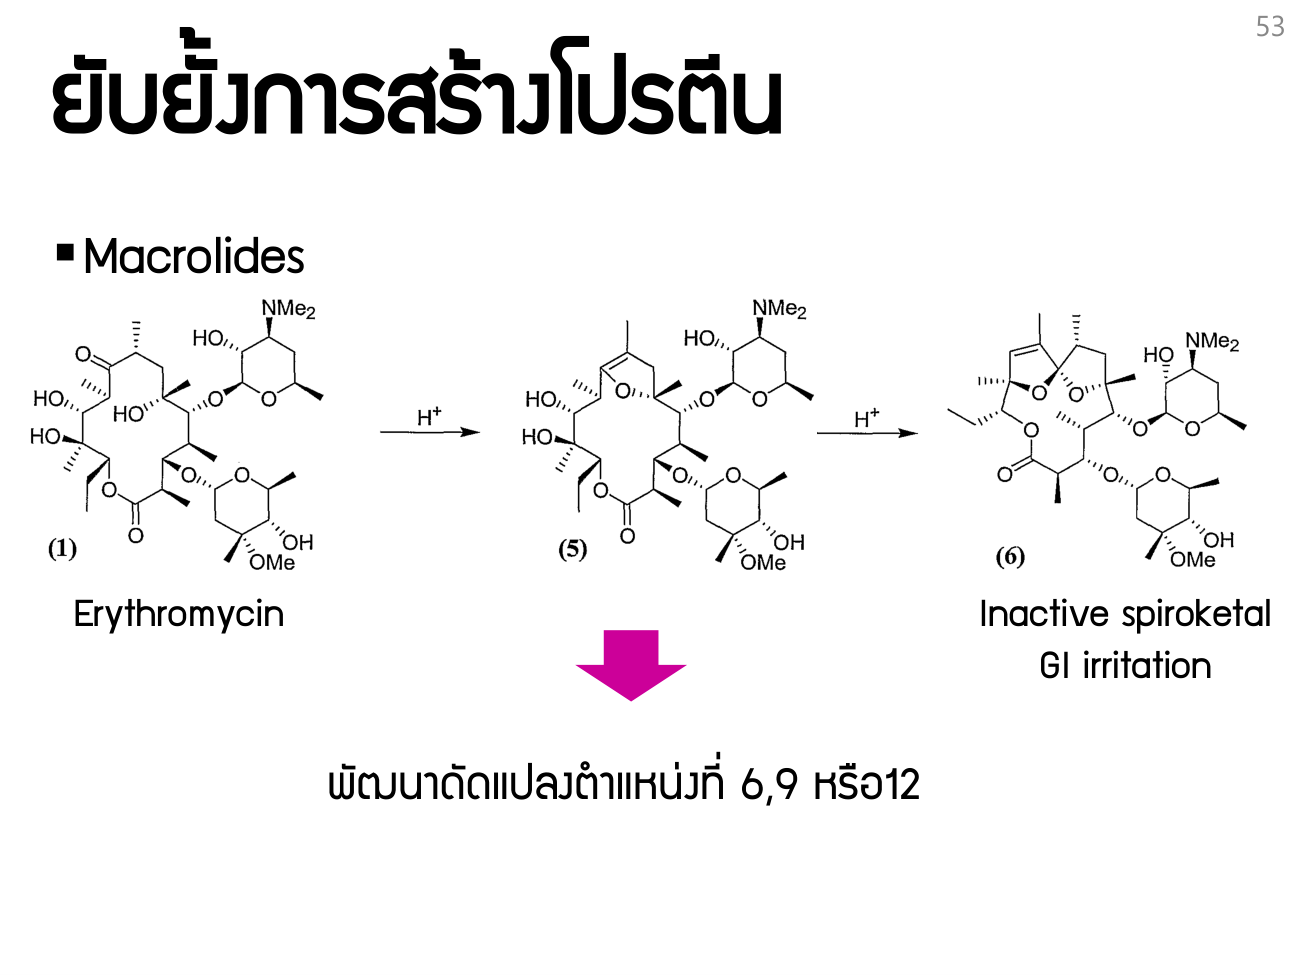 53
ยับยั้งการสร้างโปรตีน
▪ Macrolides
NMe2
HO
O
O
HO
HO
O
O
HO
O
O
O
O
OH
OMe
(1)
H+
NMe2
HO
O
O
O
HO
HO
O
O
O
O
OH
OMe
(5)
H+
NMe2
HO
O
O
O
O
O
O
O
O
OH
OMe
(6)
Erythromycin
Inactive spiroketal
GI irritation
พัฒนาดัดแปลงตำแหน่งที่ 6,9 หรือ12